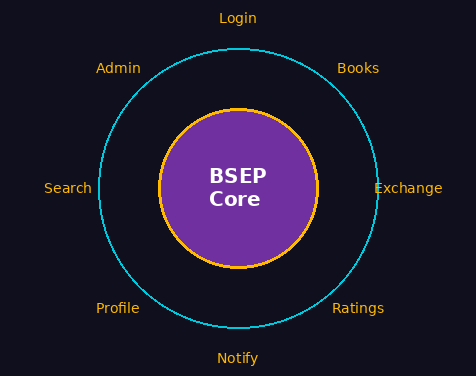 Login
Admin
Books
BSEP
Core
Search
Exchange
Profile
Ratings
Notify